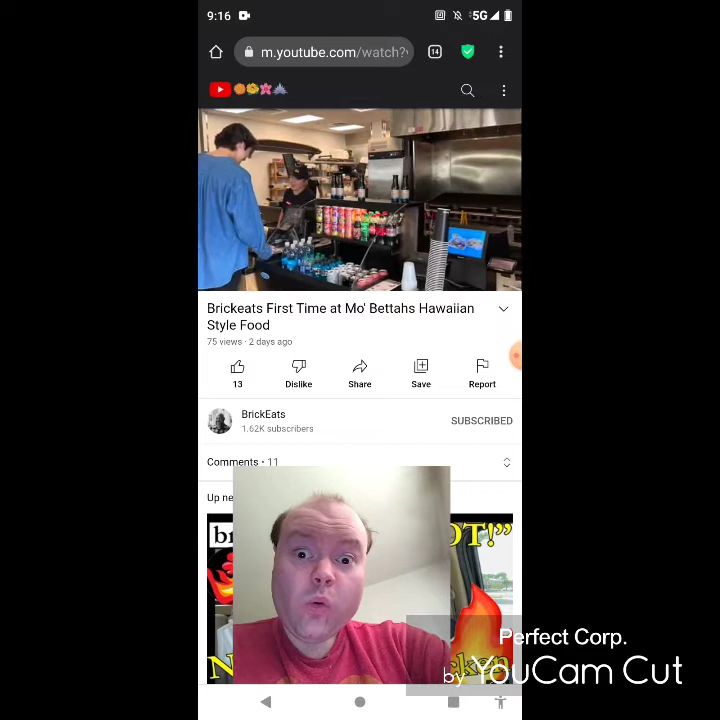 9:16
5G
m.youtube.com/watch?v
14
Brickeats First Time at Mo' Bettahs Hawaiian
Style Food
75 views · 2 days ago
13
Dislike
Share
Save
Report
BrickEats
1.62K subscribers
SUBSCRIBED
Comments • 11
Up ne
OT!"
Perfect Corp.
by YouCam Cut